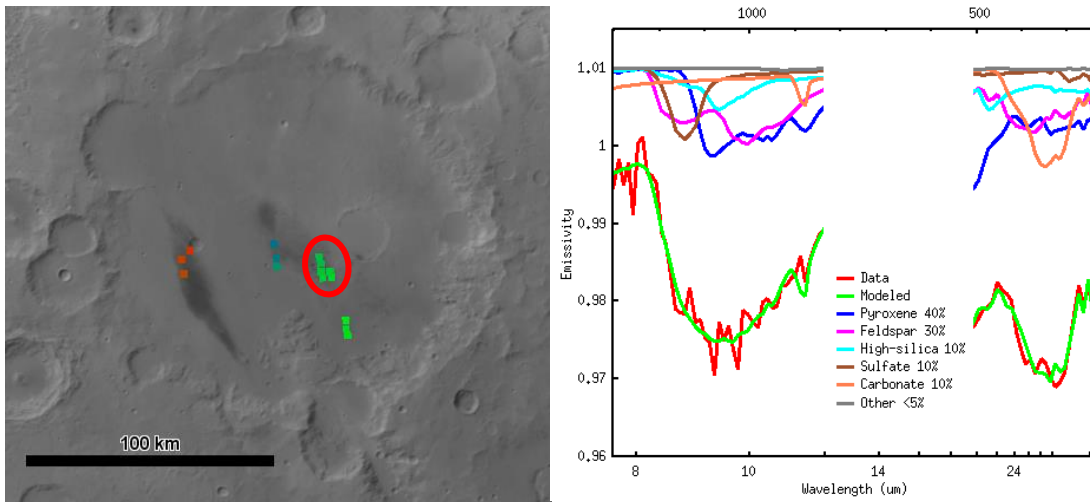 100 km
1000 500
1.01
1
0.99
0.98
0.97
0.96
Emissivity
Data
Modeled
Pyroxene 40%
Feldspar 30%
High-silica 10%
Sulfate 10%
Carbonate 10%
Other <5%
8 10 14 24
Wavelength (um)